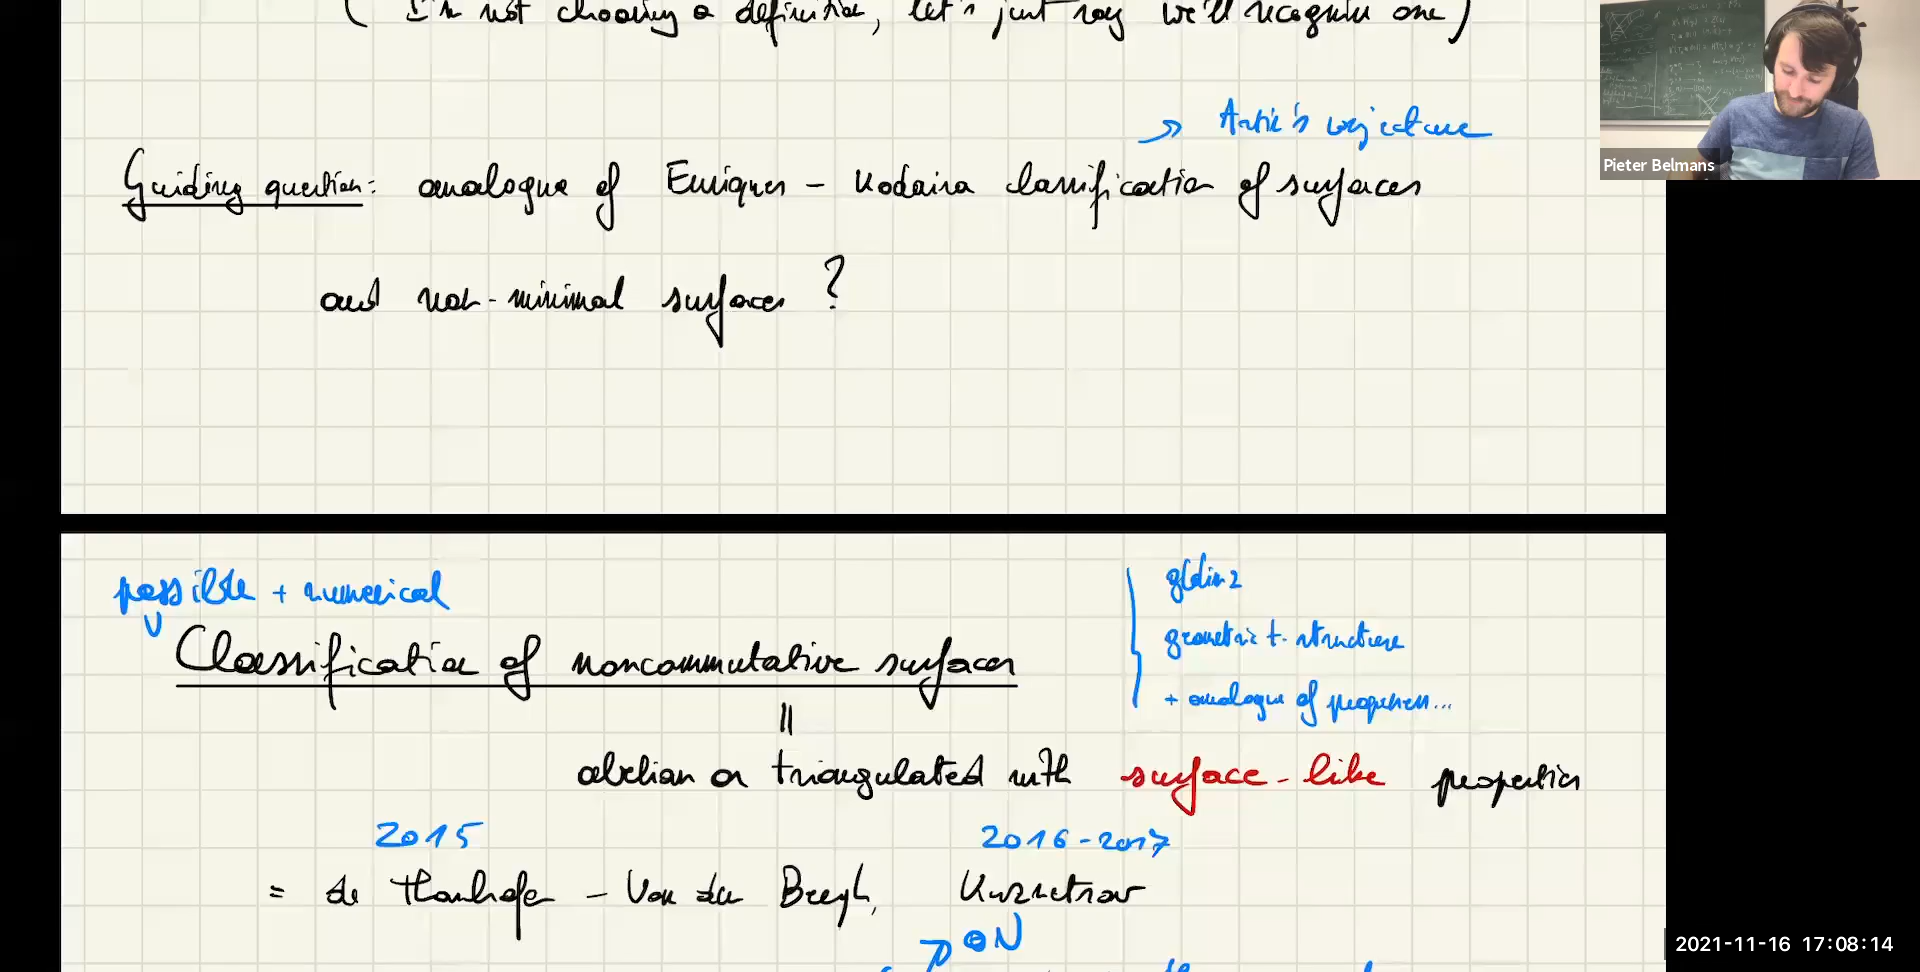 ( I'm not choosing a definition, let's just say we'll recognise one )
→ Artin's conjecture
Pieter Belmans
Guiding question: analogue of Enriques - Kodaira classification of surfaces
and non-minimal surfaces ?
possible + numerical
gldim 2
geometric t-structure
+ analogue of properness...
Classification of noncommutative surfaces
=
abelian or triangulated with surface-like properties
2015 2016-2017
= de Thanhoffer - Van den Bergh, Kuznetsov
→ ON
2021-11-16 17:08:14